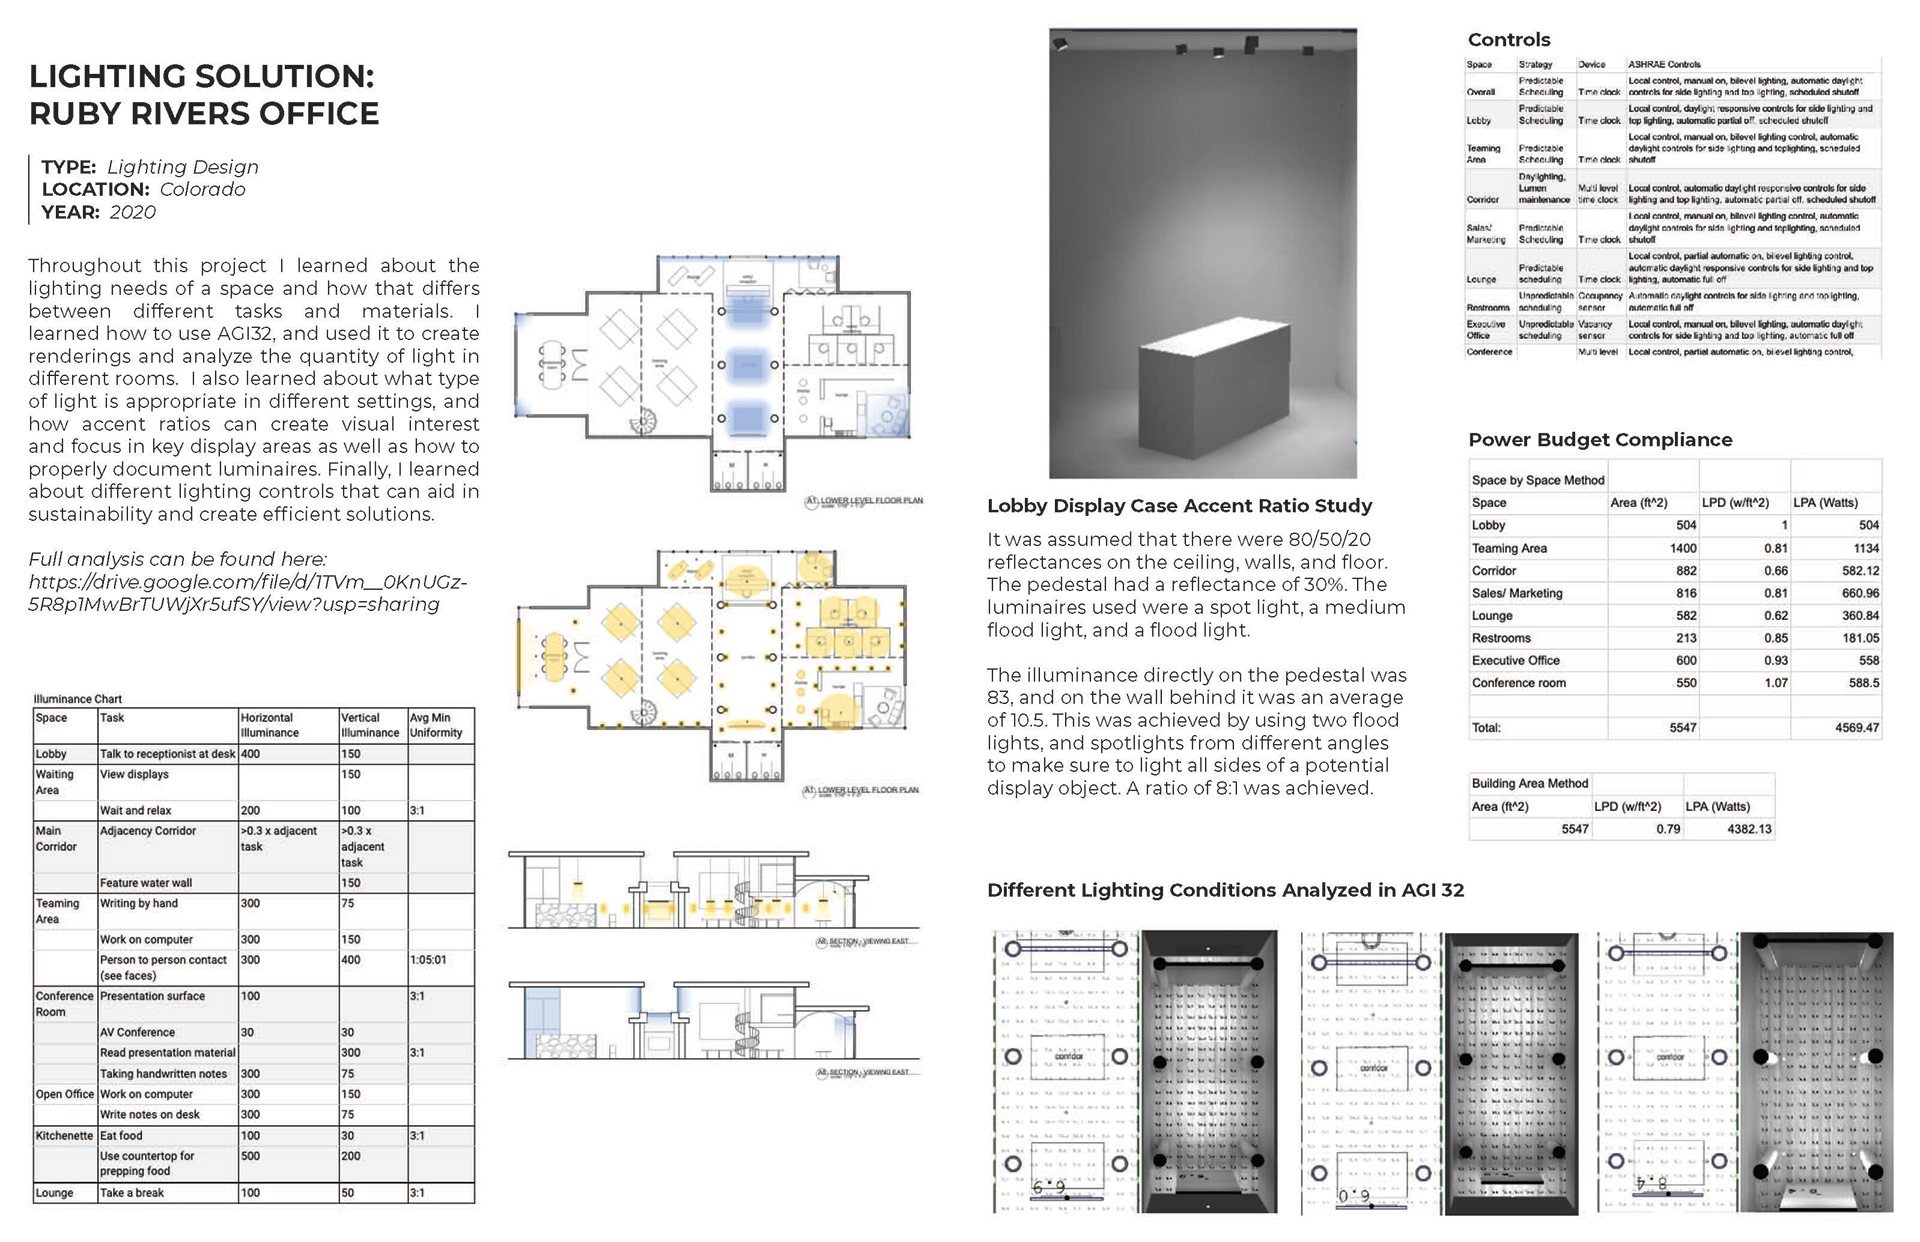 LIGHTING SOLUTION:
RUBY RIVERS OFFICE
TYPE: Lighting Design
LOCATION: Colorado
YEAR: 2020
Throughout this project I learned about the
lighting needs of a space and how that differs
between different tasks and materials. I
learned how to use AGI32, and used it to create
renderings and analyze the quantity of light in
different rooms. I also learned about what type
of light is appropriate in different settings, and
how accent ratios can create visual interest
and focus in key display areas as well as how to
properly document luminaires. Finally, I learned
about different lighting controls that can aid in
sustainability and create efficient solutions.
Full analysis can be found here:
https://drive.google.com/file/d/1TVm__0KnUGz-
5R8p1MwBrTUWjXr5ufSY/view?usp=sharing
Illuminance Chart
Space Task Horizontal Illuminance Vertical Illuminance Avg Min Uniformity
Lobby Talk to receptionist at desk 400 150
Waiting Area View displays 150
Wait and relax 200 100 3:1
Main Corridor Adjacency Corridor >0.3 x adjacent task >0.3 x adjacent task
Feature water wall 150
Teaming Area Writing by hand 300 75
Work on computer 300 150
Person to person contact (see faces) 300 400 1:05:01
Conference Room Presentation surface 100 3:1
AV Conference 30 30
Read presentation material 300 3:1
Taking handwritten notes 300 75
Open Office Work on computer 300 150
Write notes on desk 300 75
Kitchenette Eat food 100 30 3:1
Use countertop for prepping food 500 200
Lounge Take a break 100 50 3:1
A1 LOWER LEVEL FLOOR PLAN
A1 LOWER LEVEL FLOOR PLAN
SECTION - VIEWING EAST
SECTION - VIEWING EAST
Lobby Display Case Accent Ratio Study
It was assumed that there were 80/50/20
reflectances on the ceiling, walls, and floor.
The pedestal had a reflectance of 30%. The
luminaires used were a spot light, a medium
flood light, and a flood light.
The illuminance directly on the pedestal was
83, and on the wall behind it was an average
of 10.5. This was achieved by using two flood
lights, and spotlights from different angles
to make sure to light all sides of a potential
display object. A ratio of 8:1 was achieved.
Controls
Space Strategy Device ASHRAE Controls
Overall Predictable Scheduling Time clock Local control, manual on, bilevel lighting, automatic daylight controls for side lighting and top lighting, scheduled shutoff
Lobby Predictable Scheduling Time clock Local control, daylight responsive controls for side lighting and top lighting, automatic partial off, scheduled shutoff
Teaming Area Predictable Scheduling Time clock Local control, manual on, bilevel lighting control, automatic daylight controls for side lighting and toplighting, scheduled shutoff
Corridor Daylighting, Lumen maintenance Multi level time clock Local control, automatic daylight responsive controls for side lighting and top lighting, automatic partial off, scheduled shutoff
Sales/ Marketing Predictable Scheduling Time clock Local control, manual on, bilevel lighting control, automatic daylight controls for side lighting and toplighting, scheduled shutoff
Lounge Predictable scheduling Time clock Local control, partial automatic on, bilevel lighting control, automatic daylight responsive controls for side lighting and top lighting, automatic full off
Restrooms Unpredictable scheduling Occupancy sensor Automatic daylight controls for side lighting and toplighting, automatic full off
Executive Office Unpredictable scheduling Vacancy sensor Local control, manual on, bilevel lighting, automatic daylight controls for side lighting and top lighting, automatic full off
Conference Multi level Local control, partial automatic on, bilevel lighting control,
Power Budget Compliance
Space by Space Method
Space Area (ft^2) LPD (w/ft^2) LPA (Watts)
Lobby 504 1 504
Teaming Area 1400 0.81 1134
Corridor 882 0.66 582.12
Sales/ Marketing 816 0.81 660.96
Lounge 582 0.62 360.84
Restrooms 213 0.85 181.05
Executive Office 600 0.93 558
Conference room 550 1.07 588.5
Total: 5547 4569.47
Building Area Method
Area (ft^2) LPD (w/ft^2) LPA (Watts)
5547 0.79 4382.13
Different Lighting Conditions Analyzed in AGI 32
corridor
corridor
corridor